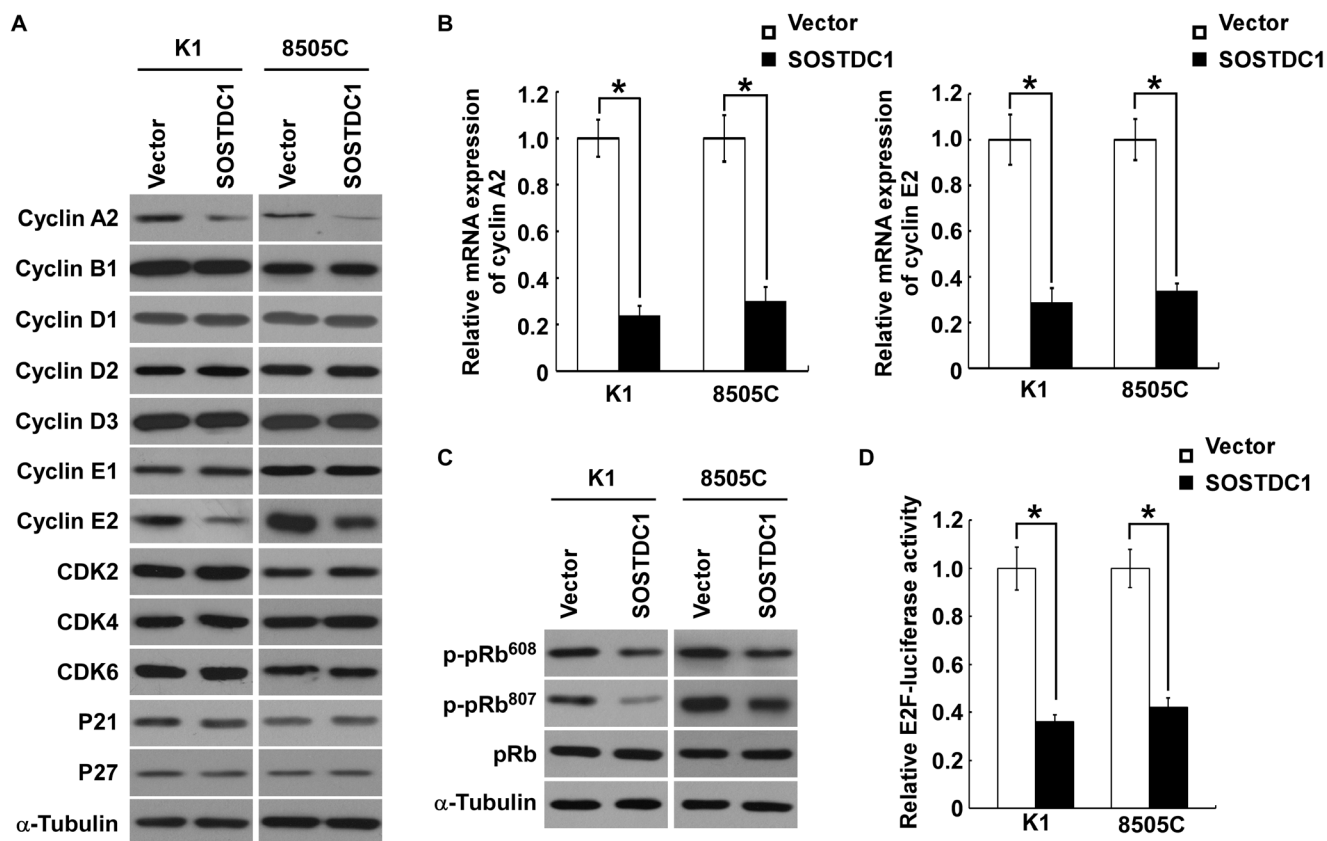 A
K1
8505C
Vector
SOSTDC1
Vector
SOSTDC1
Cyclin A2
Cyclin B1
Cyclin D1
Cyclin D2
Cyclin D3
Cyclin E1
Cyclin E2
CDK2
CDK4
CDK6
P21
P27
α-Tubulin
B
Vector
SOSTDC1
Relative mRNA expression
of cyclin A2
1.2
1.0
0.8
0.6
0.4
0.2
0
*
*
K1
8505C
Vector
SOSTDC1
Relative mRNA expression
of cyclin E2
1.2
1.0
0.8
0.6
0.4
0.2
0
*
*
K1
8505C
C
K1
8505C
Vector
SOSTDC1
Vector
SOSTDC1
p-pRb⁶⁰⁸
p-pRb⁸⁰⁷
pRb
α-Tubulin
D
Vector
SOSTDC1
Relative E2F-luciferase activity
1.2
1.0
0.8
0.6
0.4
0.2
0
*
*
K1
8505C